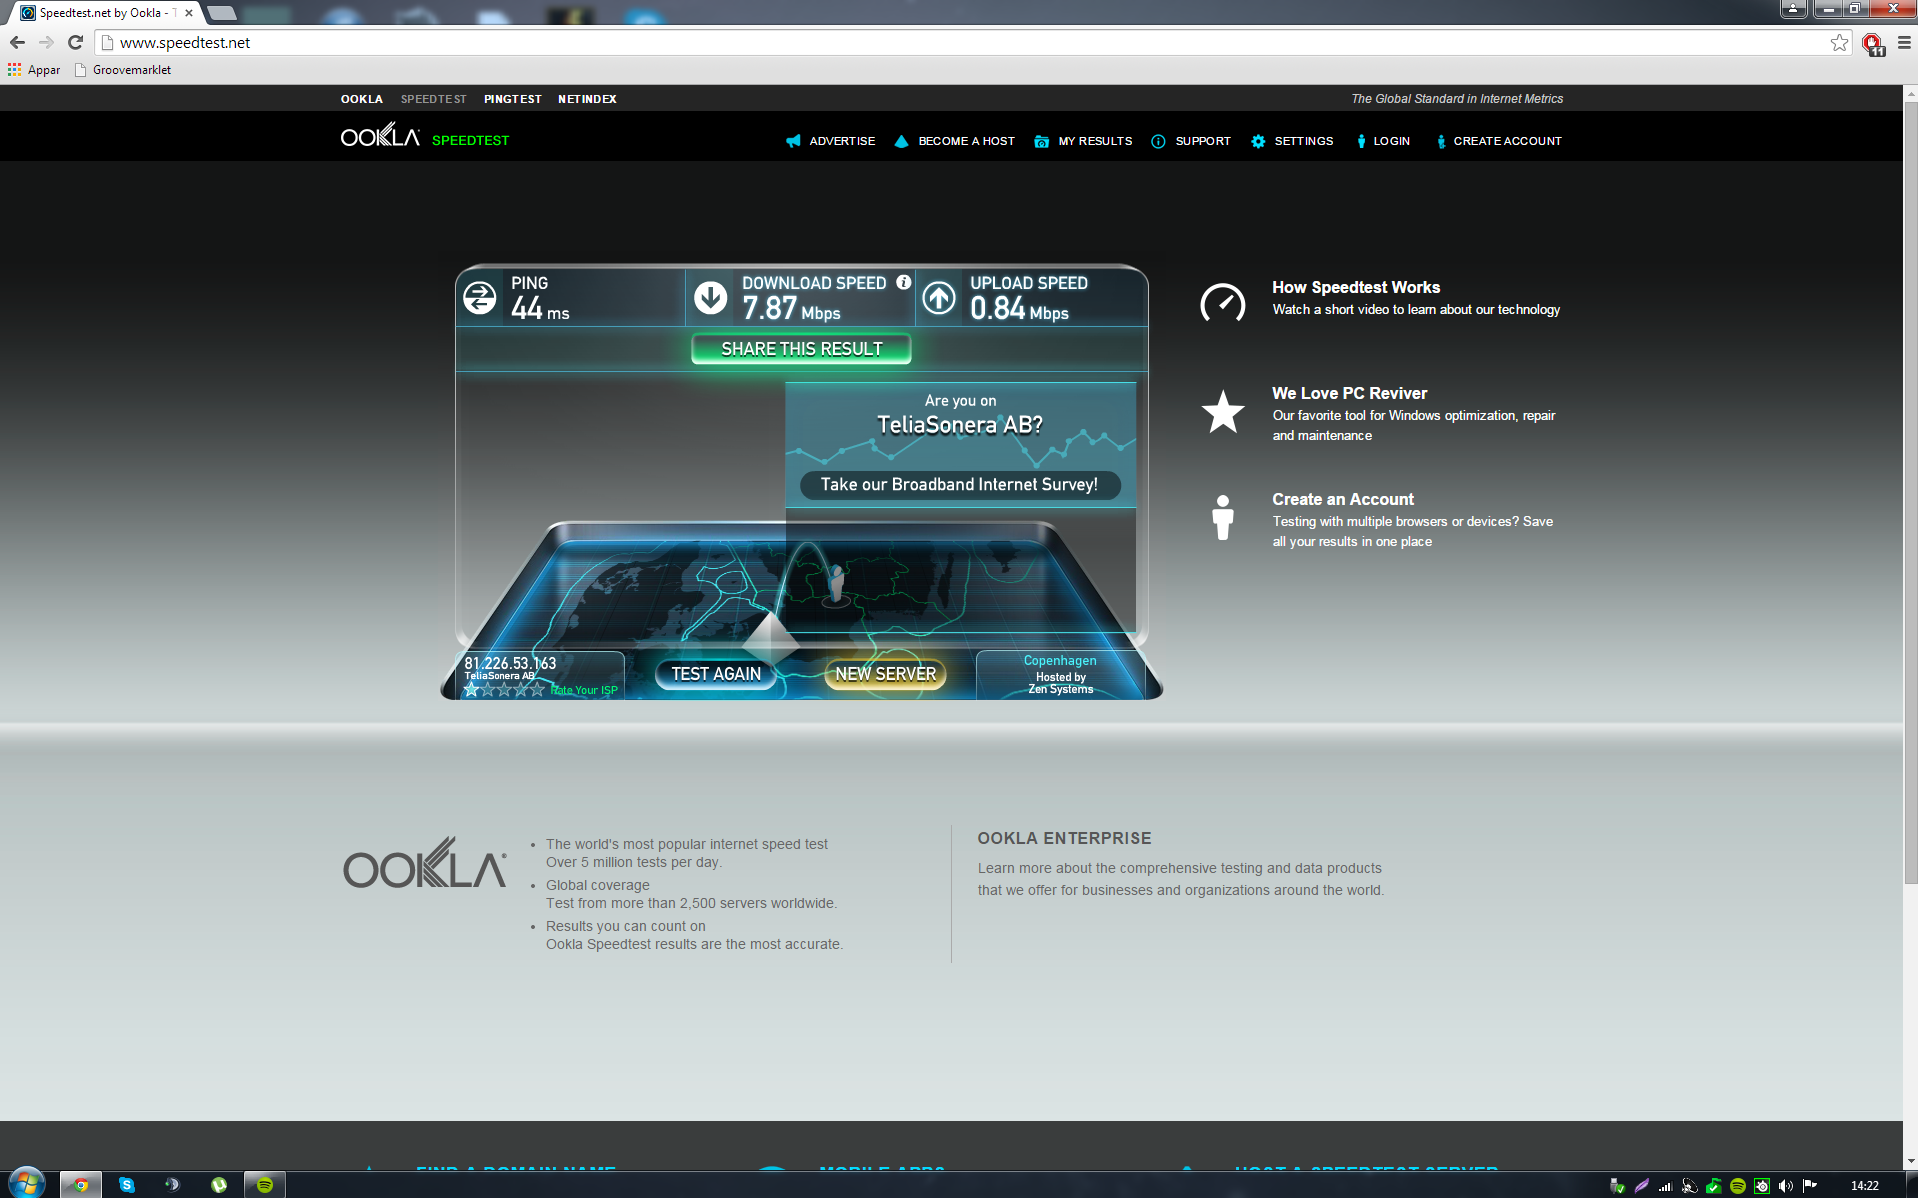 Speedtest.net by Ookla - T
www.speedtest.net
11
Appar
Groovemarklet
OOKLA SPEEDTEST PINGTEST NETINDEX
The Global Standard in Internet Metrics
OOKLA SPEEDTEST
ADVERTISE BECOME A HOST MY RESULTS SUPPORT SETTINGS LOGIN CREATE ACCOUNT
PING
44 ms
DOWNLOAD SPEED
7.87 Mbps
UPLOAD SPEED
0.84 Mbps
SHARE THIS RESULT
Are you on
TeliaSonera AB?
Take our Broadband Internet Survey!
81.226.53.163
TeliaSonera AB
Rate Your ISP
TEST AGAIN
NEW SERVER
Copenhagen
Hosted by
Zen Systems
How Speedtest Works
Watch a short video to learn about our technology
We Love PC Reviver
Our favorite tool for Windows optimization, repair
and maintenance
Create an Account
Testing with multiple browsers or devices? Save
all your results in one place
OOKLA
• The world's most popular internet speed test
Over 5 million tests per day.
• Global coverage
Test from more than 2,500 servers worldwide.
• Results you can count on
Ookla Speedtest results are the most accurate.
OOKLA ENTERPRISE
Learn more about the comprehensive testing and data products
that we offer for businesses and organizations around the world.
FIND A DOMAIN NAME
MOBILE APPS
HOST A SPEEDTEST SERVER
14:22